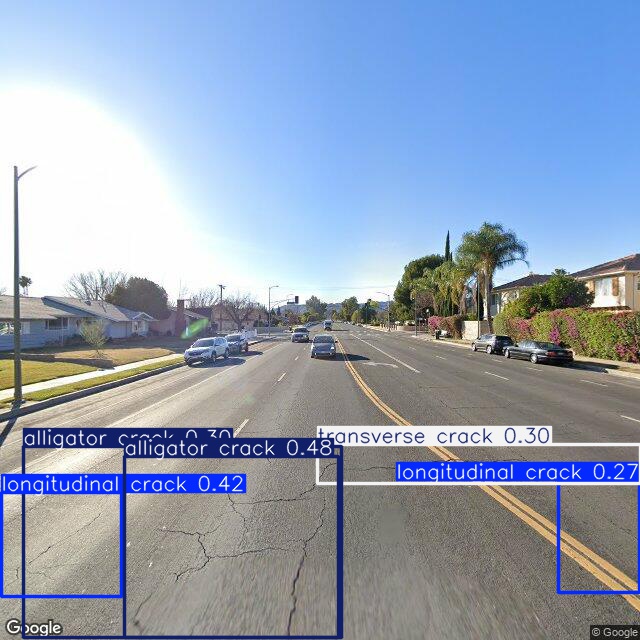 alligator crack 0.30
transverse crack 0.30
alligator crack 0.48
longitudinal crack 0.27
longitudinal crack 0.42
Google
© Google